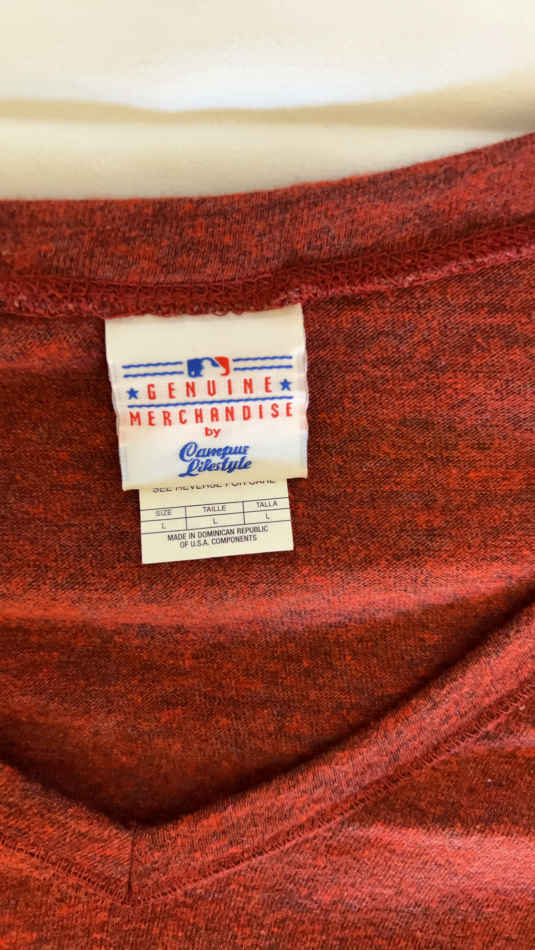 GENUINE
MERCHANDISE
by
Campus
Lifestyle
SEE REVERSE FOR CARE
SIZE TAILLE TALLA
L L L
MADE IN DOMINICAN REPUBLIC
OF U.S.A. COMPONENTS